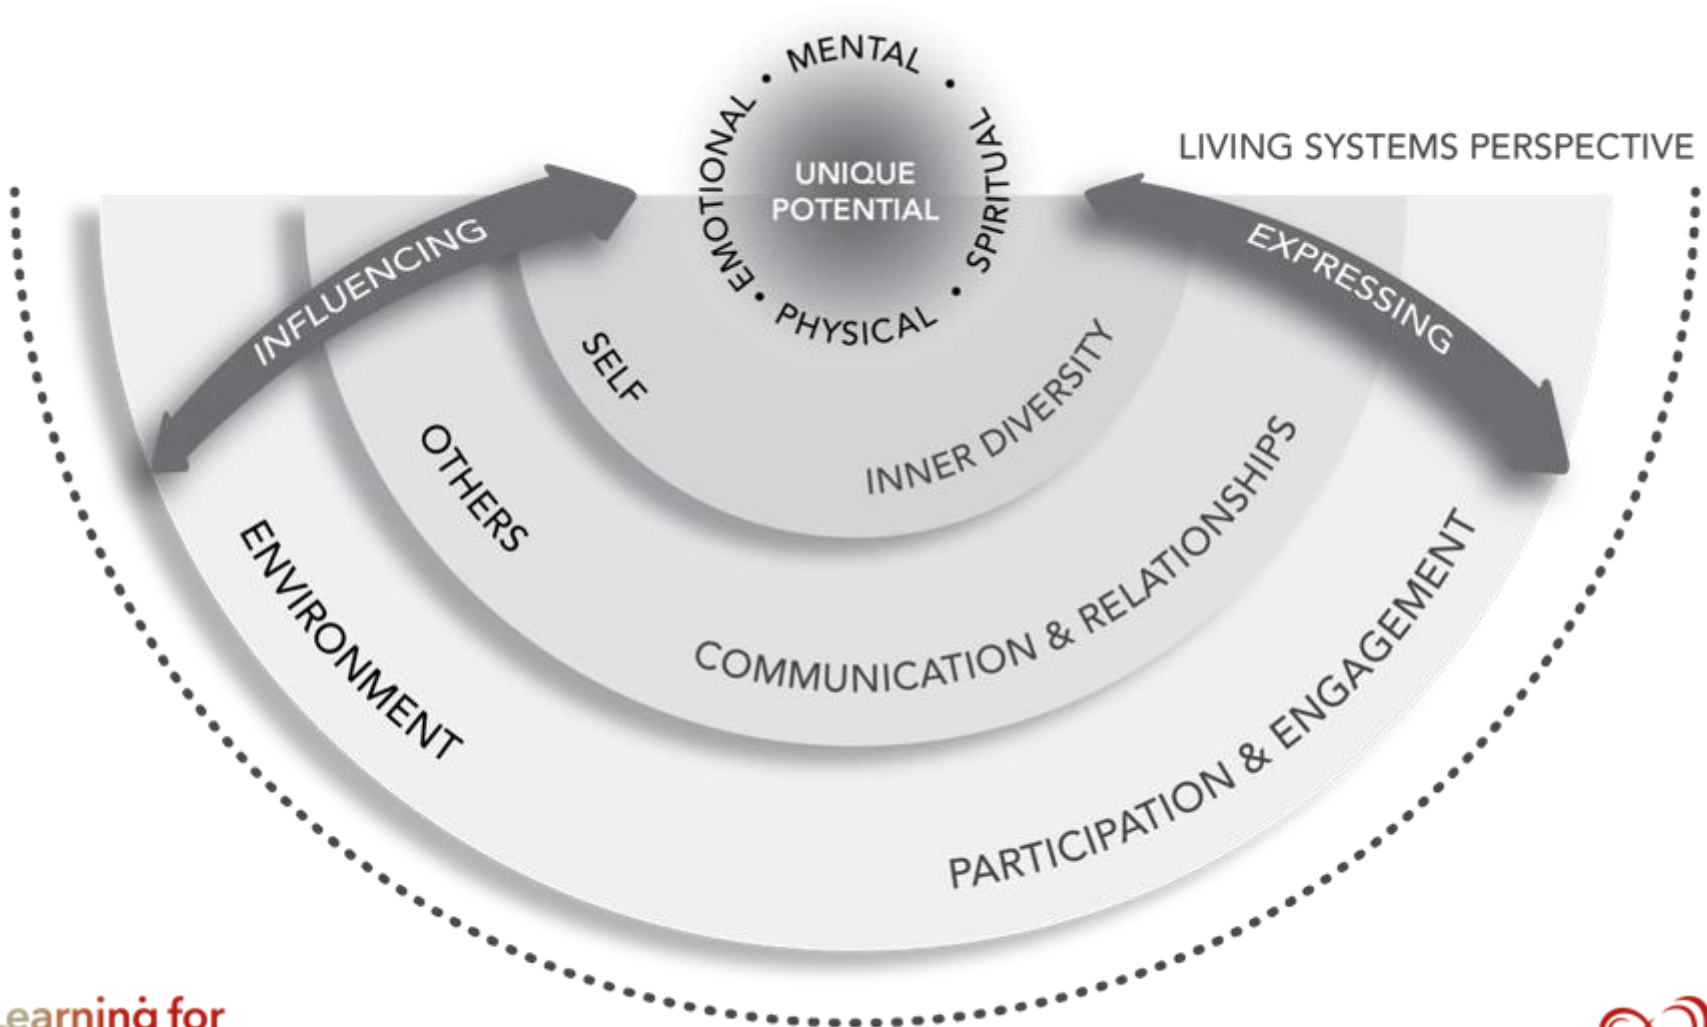 MENTAL
EMOTIONAL
SPIRITUAL
PHYSICAL
UNIQUE
POTENTIAL
LIVING SYSTEMS PERSPECTIVE
INFLUENCING
EXPRESSING
SELF
INNER DIVERSITY
OTHERS
COMMUNICATION & RELATIONSHIPS
ENVIRONMENT
PARTICIPATION & ENGAGEMENT
earning for